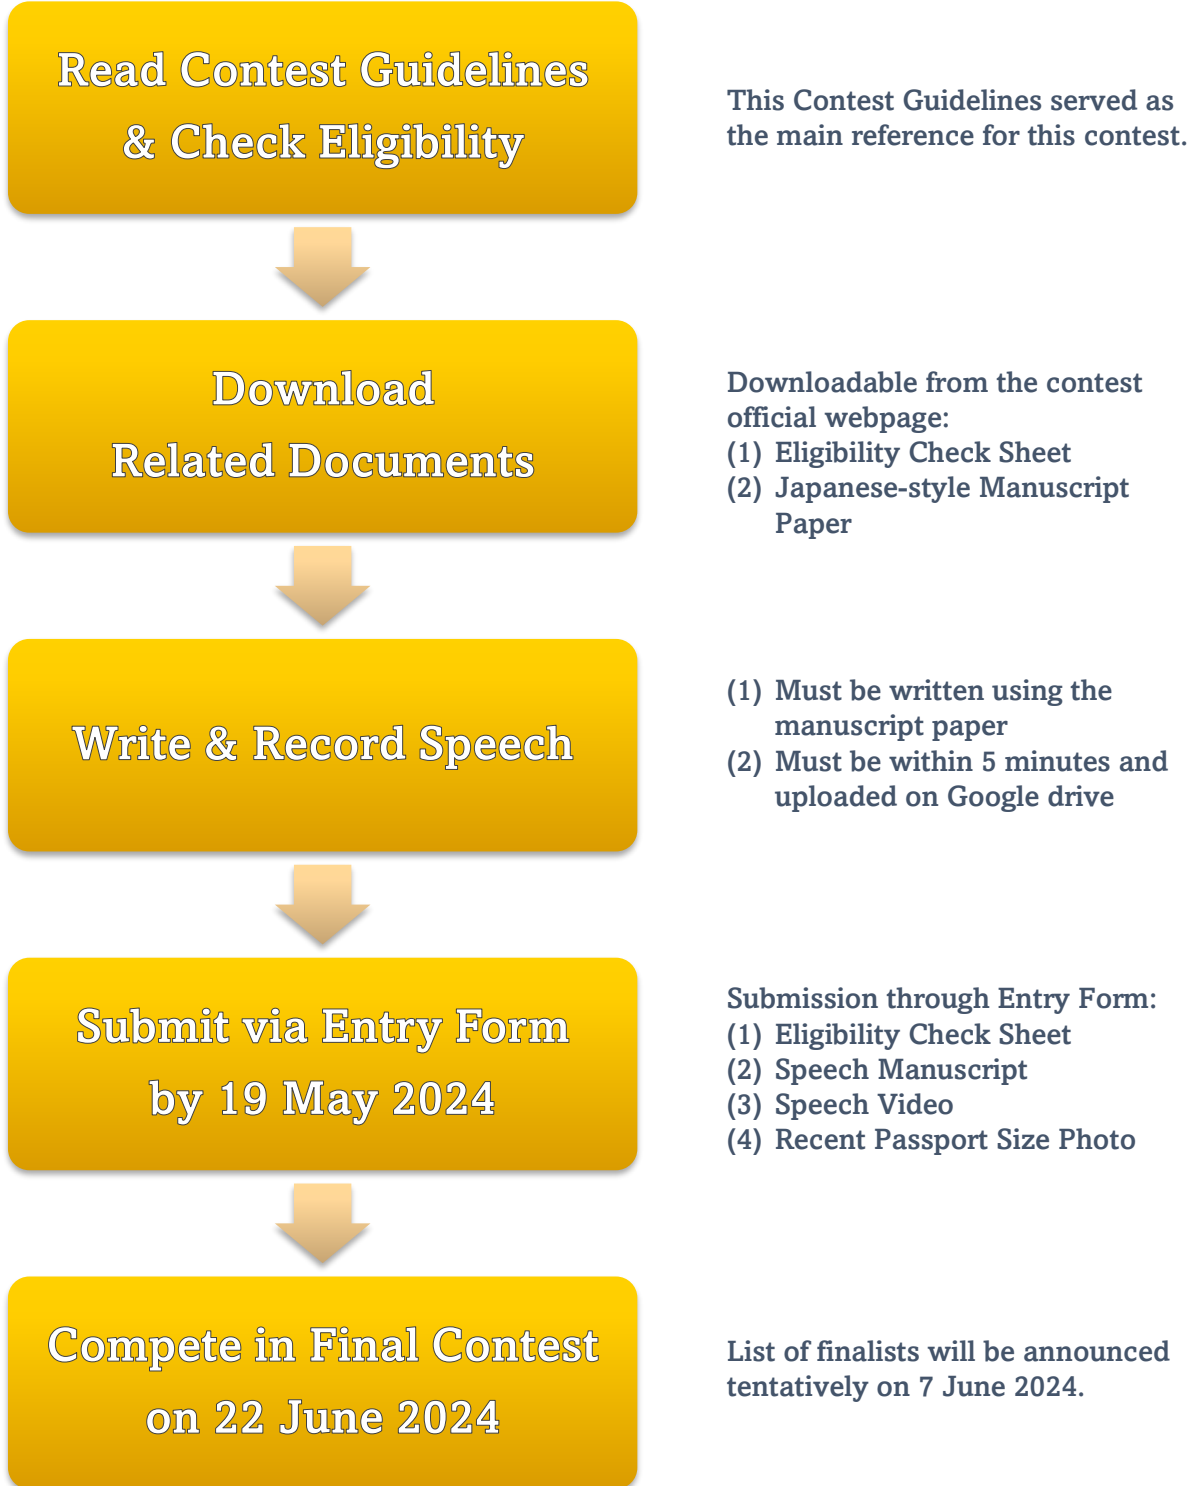 Read Contest Guidelines
& Check Eligibility
This Contest Guidelines served as
the main reference for this contest.
Download
Related Documents
Downloadable from the contest
official webpage:
(1) Eligibility Check Sheet
(2) Japanese-style Manuscript
Paper
Write & Record Speech
(1) Must be written using the
manuscript paper
(2) Must be within 5 minutes and
uploaded on Google drive
Submit via Entry Form
by 19 May 2024
Submission through Entry Form:
(1) Eligibility Check Sheet
(2) Speech Manuscript
(3) Speech Video
(4) Recent Passport Size Photo
Compete in Final Contest
on 22 June 2024
List of finalists will be announced
tentatively on 7 June 2024.